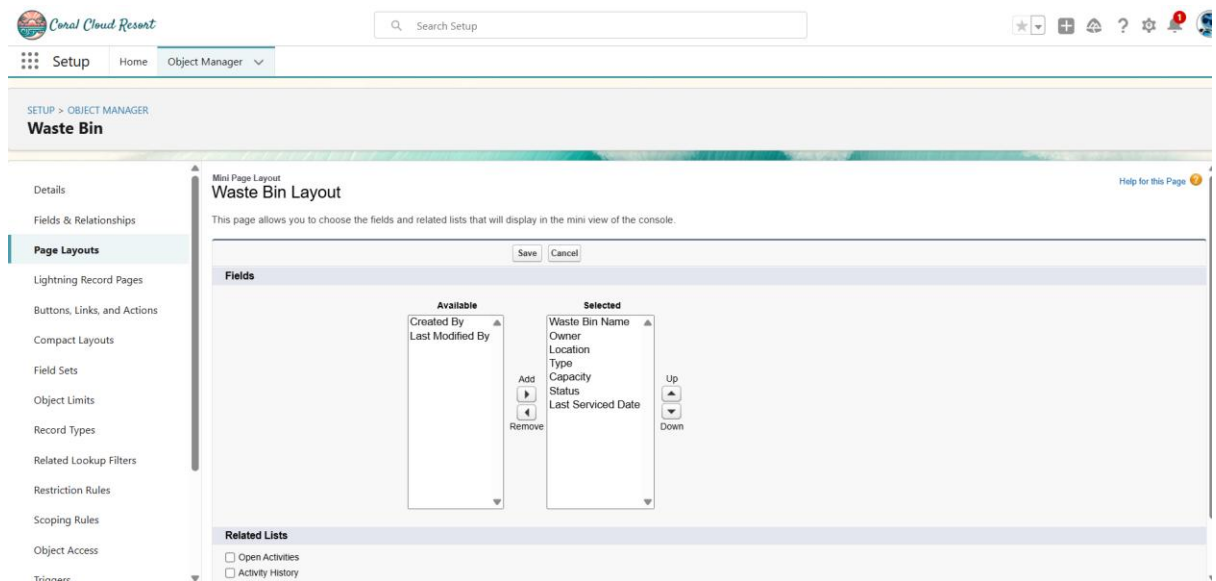 Coral Cloud Resort
Search Setup
1
Setup Home Object Manager
SETUP > OBJECT MANAGER
Waste Bin
Details
Fields & Relationships
Page Layouts
Lightning Record Pages
Buttons, Links, and Actions
Compact Layouts
Field Sets
Object Limits
Record Types
Related Lookup Filters
Restriction Rules
Scoping Rules
Object Access
Triggers
Mini Page Layout
Waste Bin Layout
Help for this Page ?
This page allows you to choose the fields and related lists that will display in the mini view of the console.
Save Cancel
Fields
Available
Created By
Last Modified By
Add
Remove
Selected
Waste Bin Name
Owner
Location
Type
Capacity
Status
Last Serviced Date
Up
Down
Related Lists
Open Activities
Activity History